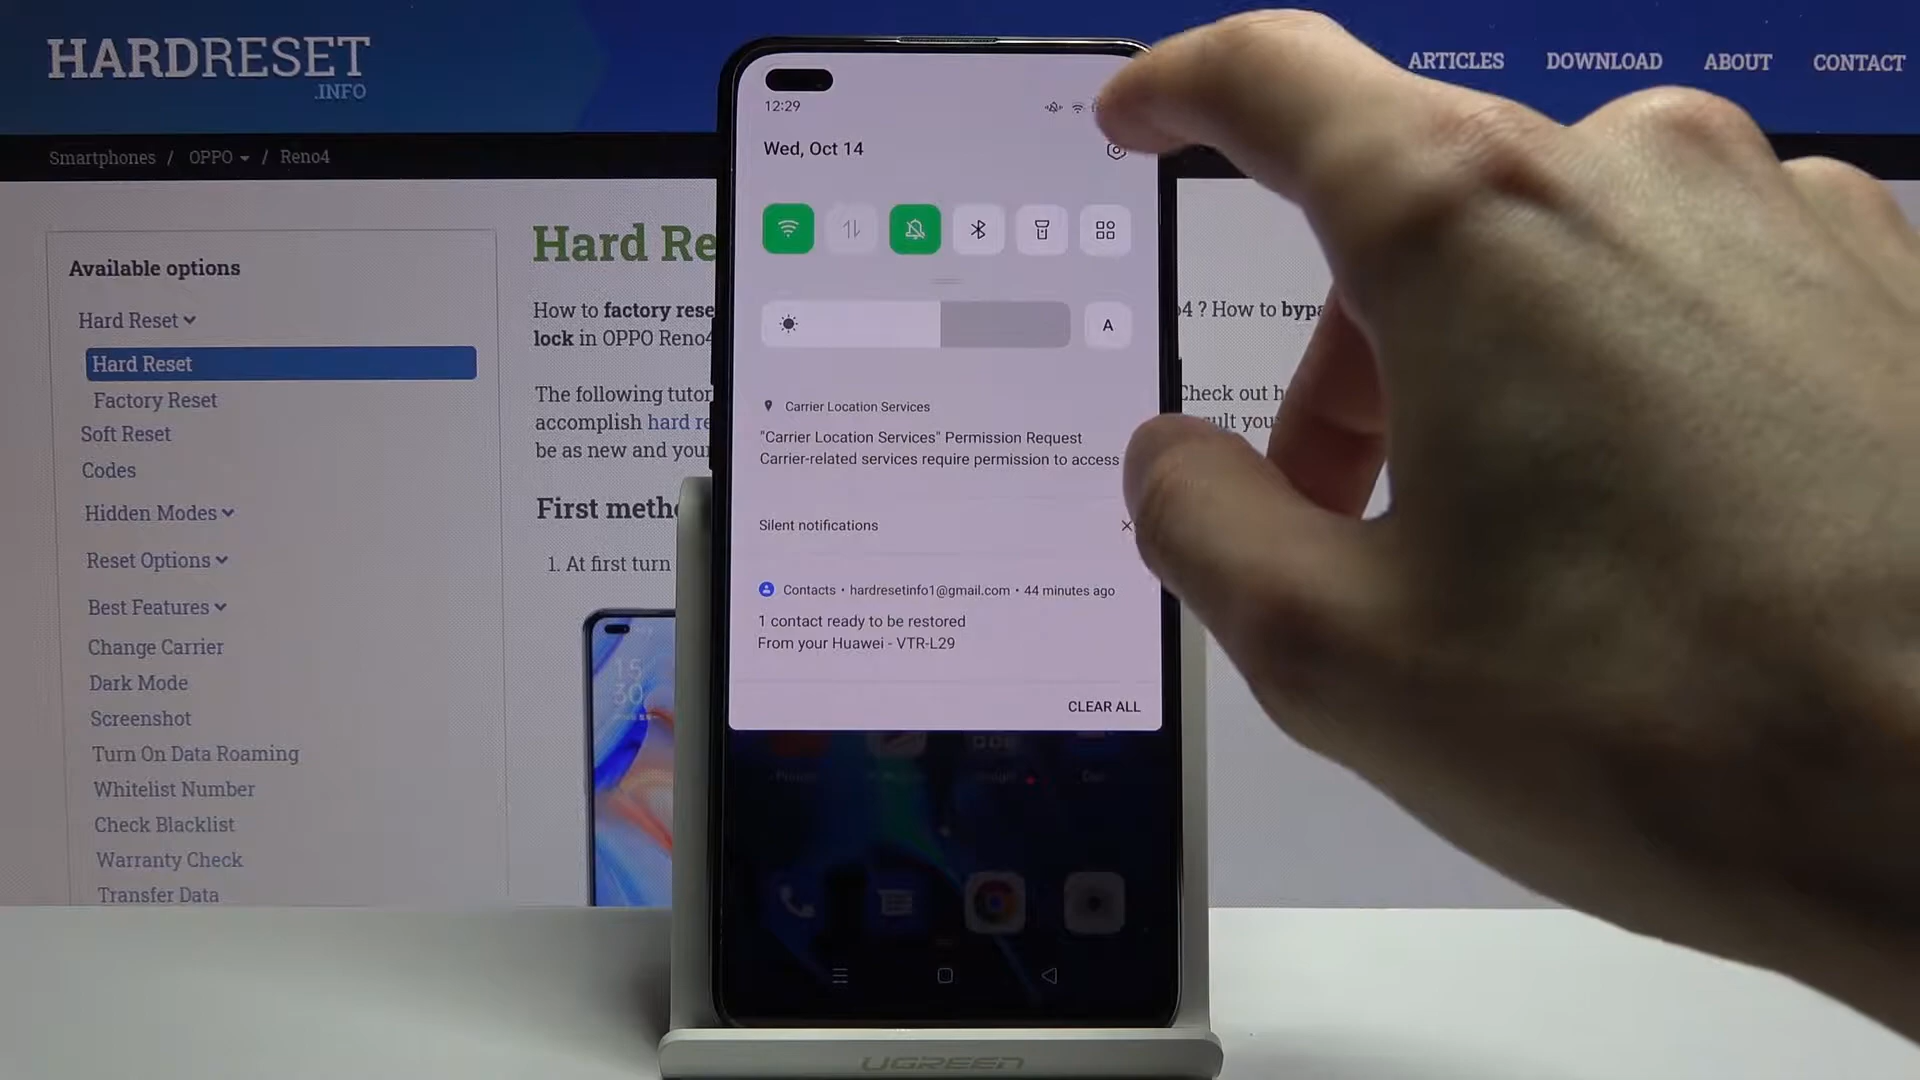 HARDRESET
.INFO
ARTICLES DOWNLOAD ABOUT CONTACT
Smartphones / OPPO / Reno4
Available options
Hard Reset
Hard Reset
Factory Reset
Soft Reset
Codes
Hidden Modes
Reset Options
Best Features
Change Carrier
Dark Mode
Screenshot
Turn On Data Roaming
Whitelist Number
Check Blacklist
Warranty Check
Transfer Data
Hard Re
How to factory rese
lock in OPPO Reno4
4 ? How to bypa
The following tutor
accomplish hard re
be as new and your
Check out h
sult you
First meth
1. At first turn
15
30
12:29
Wed, Oct 14
A
Carrier Location Services
"Carrier Location Services" Permission Request
Carrier-related services require permission to access
Silent notifications
Contacts • hardresetinfo1@gmail.com • 44 minutes ago
1 contact ready to be restored
From your Huawei - VTR-L29
CLEAR ALL
UGREEN